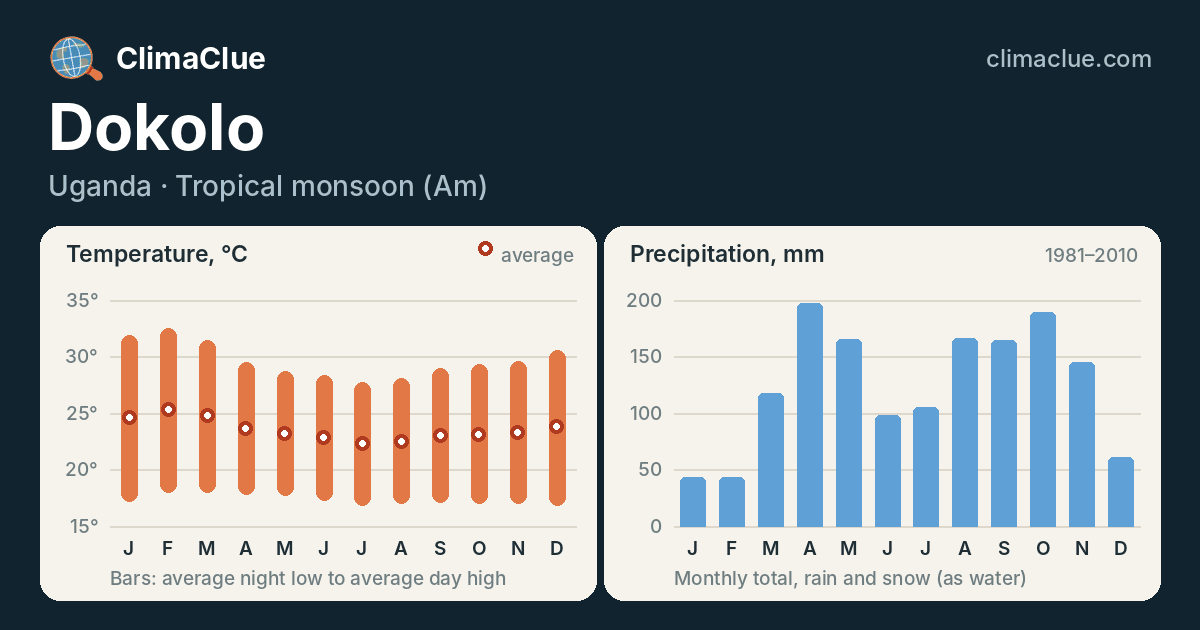 ClimaClue
climaclue.com
Dokolo
Uganda · Tropical monsoon (Am)
Temperature, °C
average
35°
30°
25°
20°
15°
J F M A M J J A S O N D
Bars: average night low to average day high
Precipitation, mm
1981–2010
200
150
100
50
0
J F M A M J J A S O N D
Monthly total, rain and snow (as water)